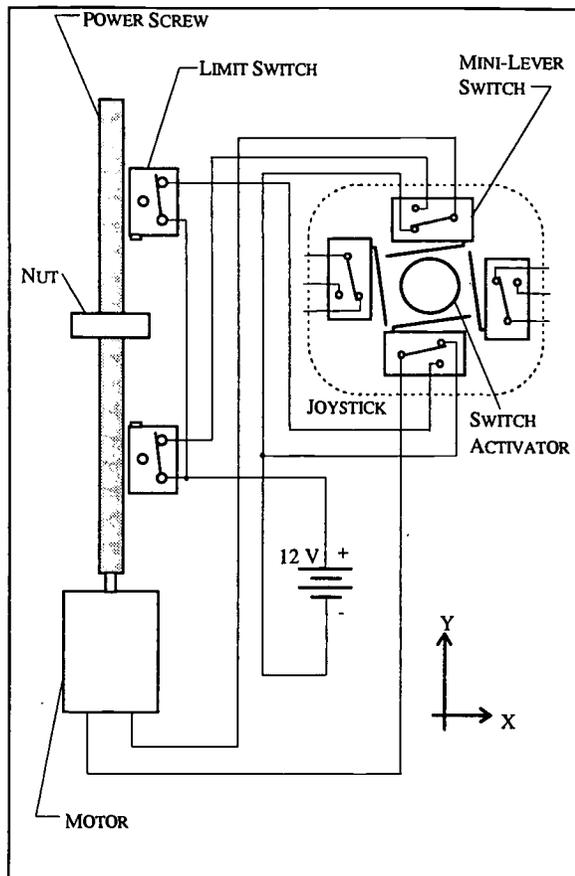 POWER SCREW
LIMIT SWITCH
MINI-LEVER
SWITCH
NUT
JOYSTICK
SWITCH
ACTIVATOR
12 V +
-
Y
X
MOTOR